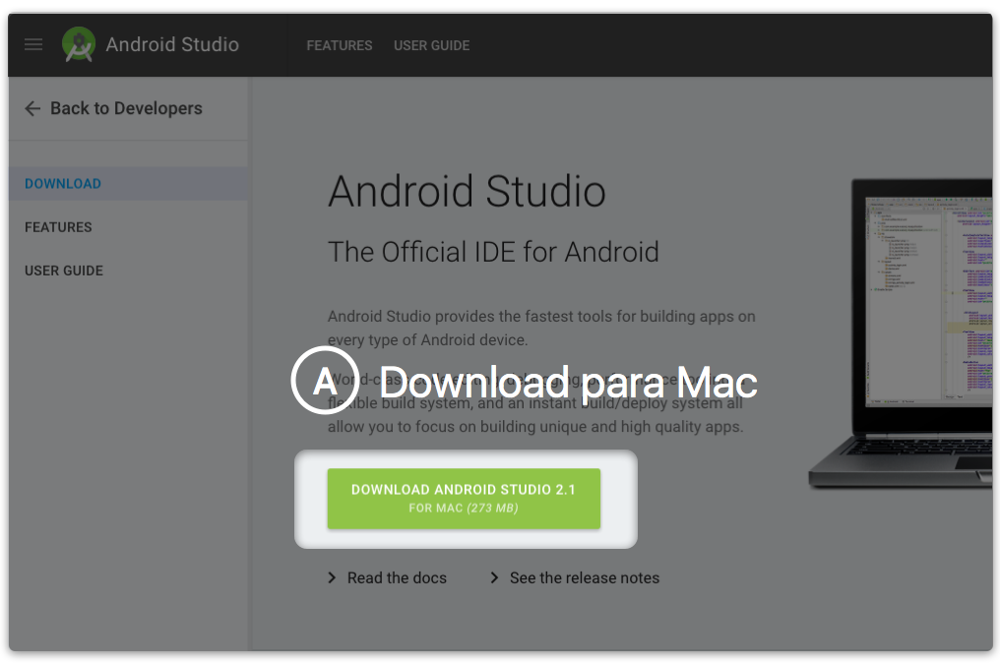 Android Studio
FEATURES
USER GUIDE
Back to Developers
DOWNLOAD
FEATURES
USER GUIDE
Android Studio
The Official IDE for Android
Android Studio provides the fastest tools for building apps on
every type of Android device.
A Download para Mac
flexible build system, and an instant build/deploy system all
allow you to focus on building unique and high quality apps.
DOWNLOAD ANDROID STUDIO 2.1
FOR MAC (273 MB)
Read the docs
See the release notes